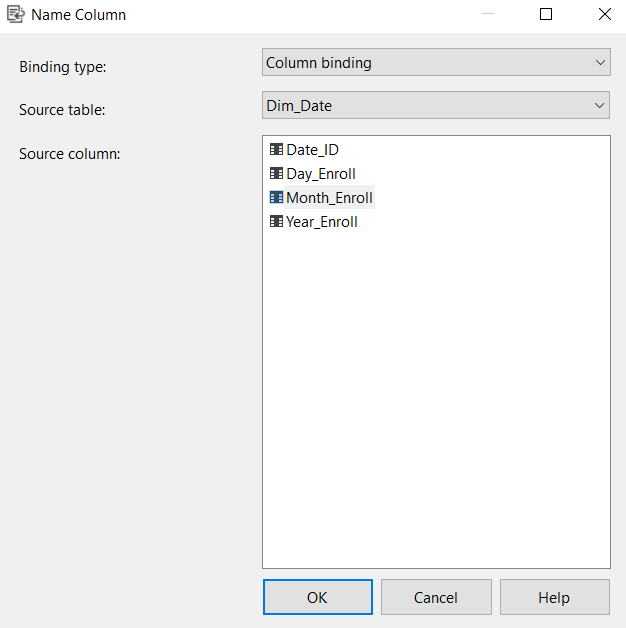 Name Column
Binding type:
Column binding
Source table:
Dim_Date
Source column:
Date_ID
Day_Enroll
Month_Enroll
Year_Enroll
OK
Cancel
Help